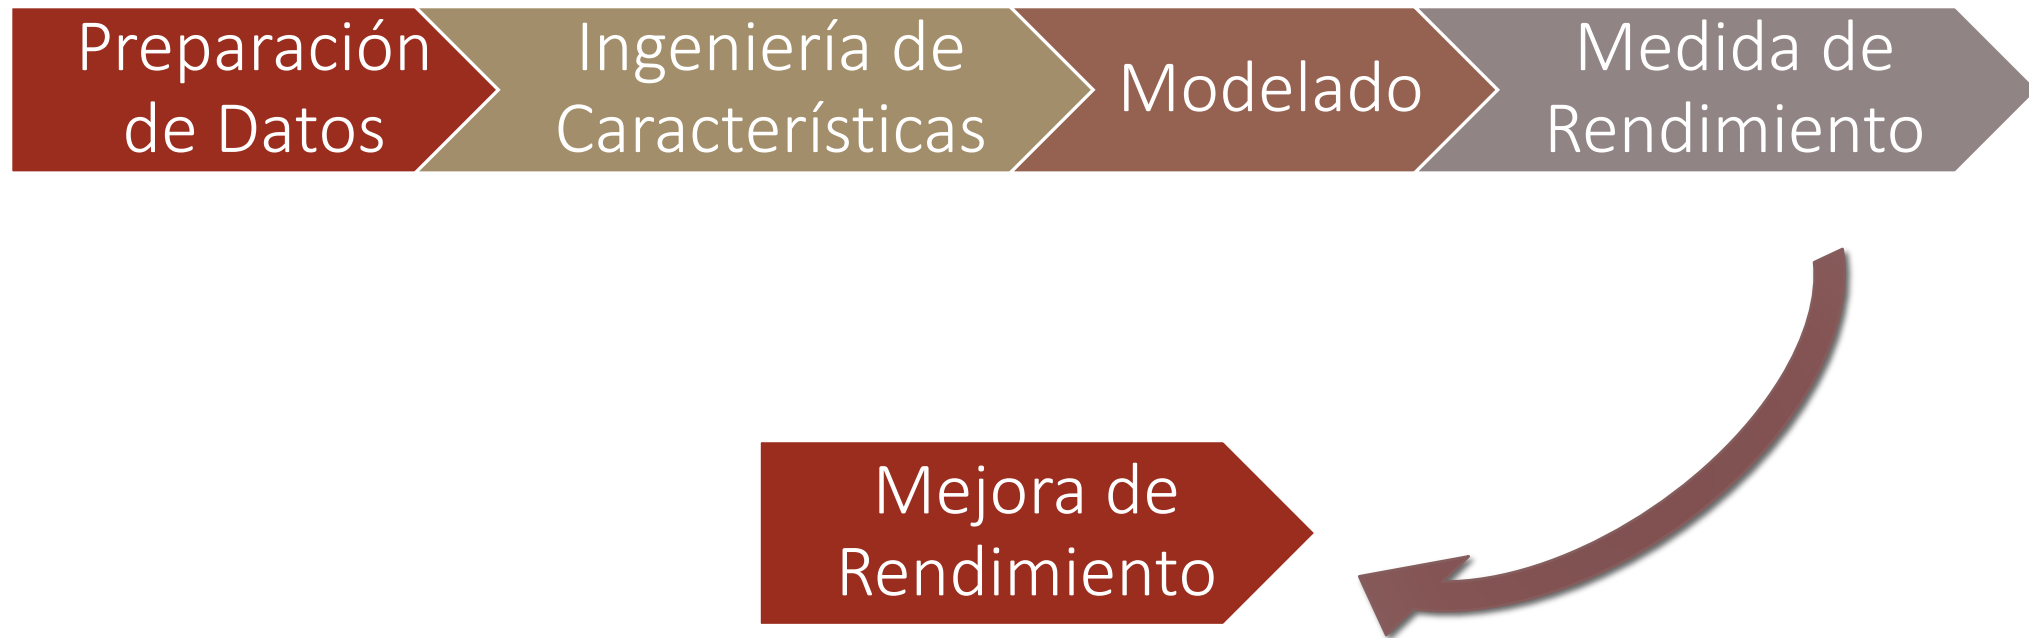 Preparación
de Datos
Ingeniería de
Características
Modelado
Medida de
Rendimiento
Mejora de
Rendimiento